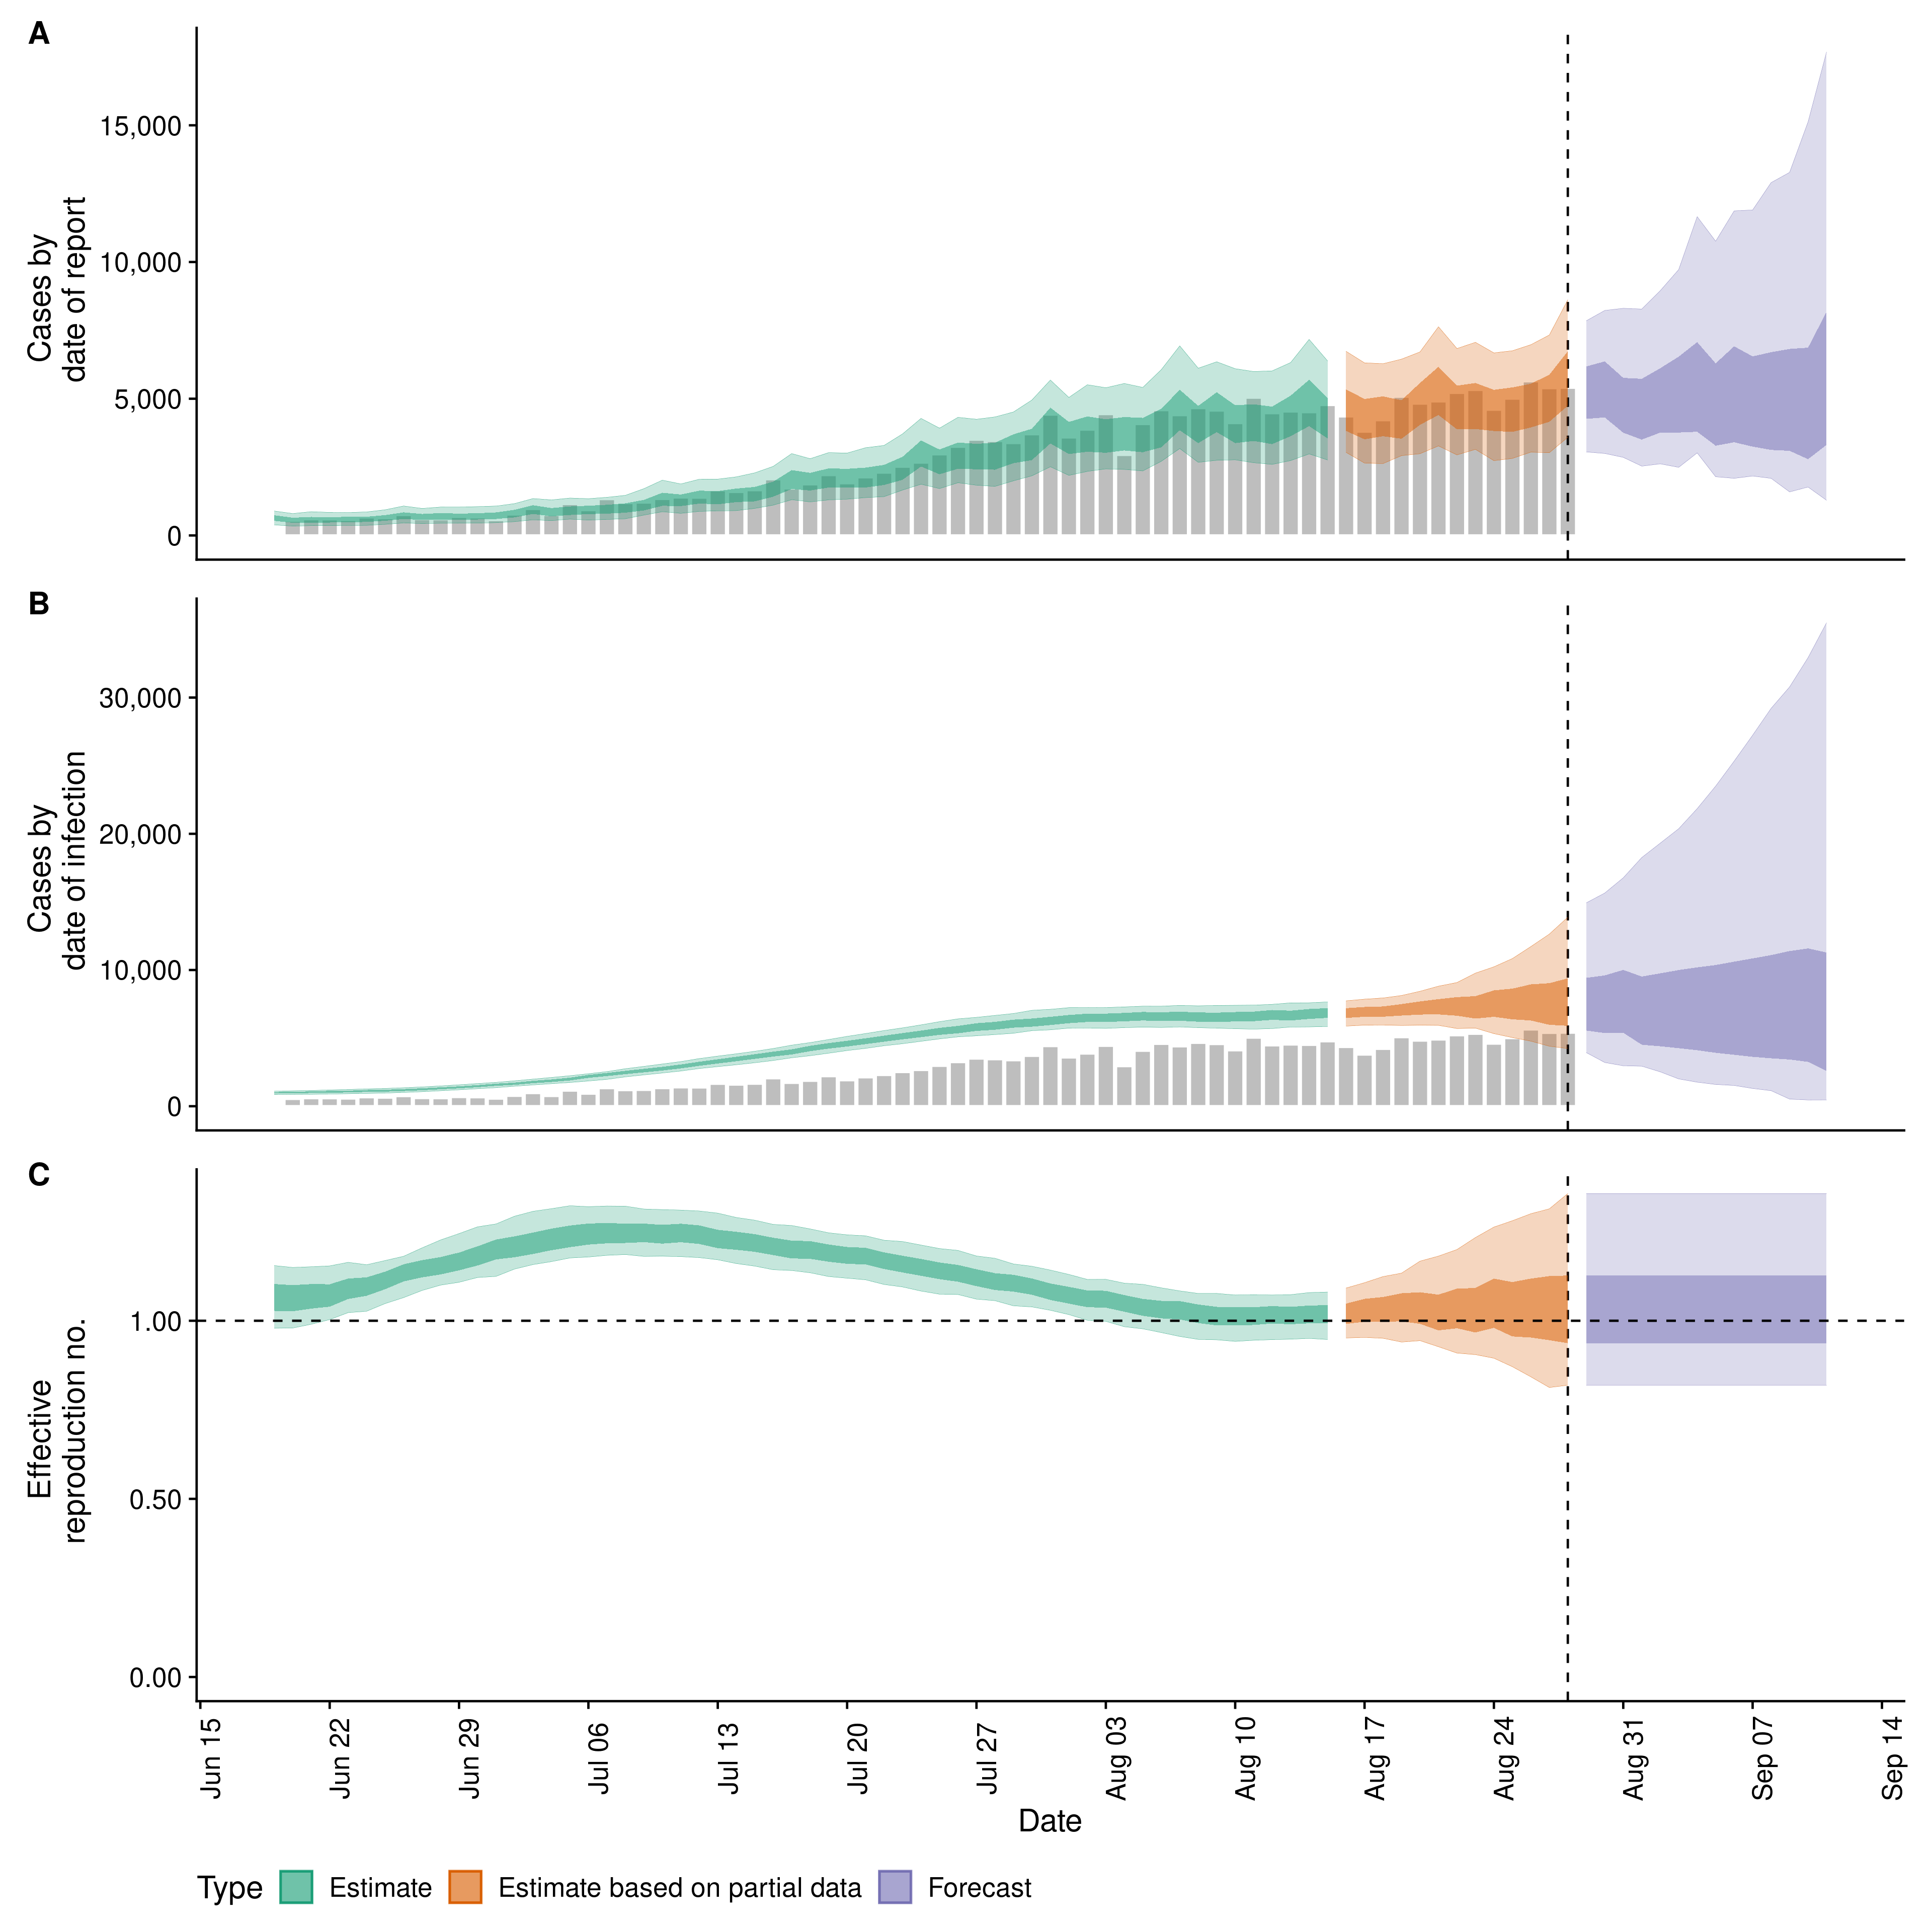 A
Cases by
date of report
15,000
10,000
5,000
0
B
Cases by
date of infection
30,000
20,000
10,000
0
C
Effective
reproduction no.
1.00
0.50
0.00
Jun 15
Jun 22
Jun 29
Jul 06
Jul 13
Jul 20
Jul 27
Aug 03
Aug 10
Aug 17
Aug 24
Aug 31
Sep 07
Sep 14
Date
Type Estimate Estimate based on partial data Forecast